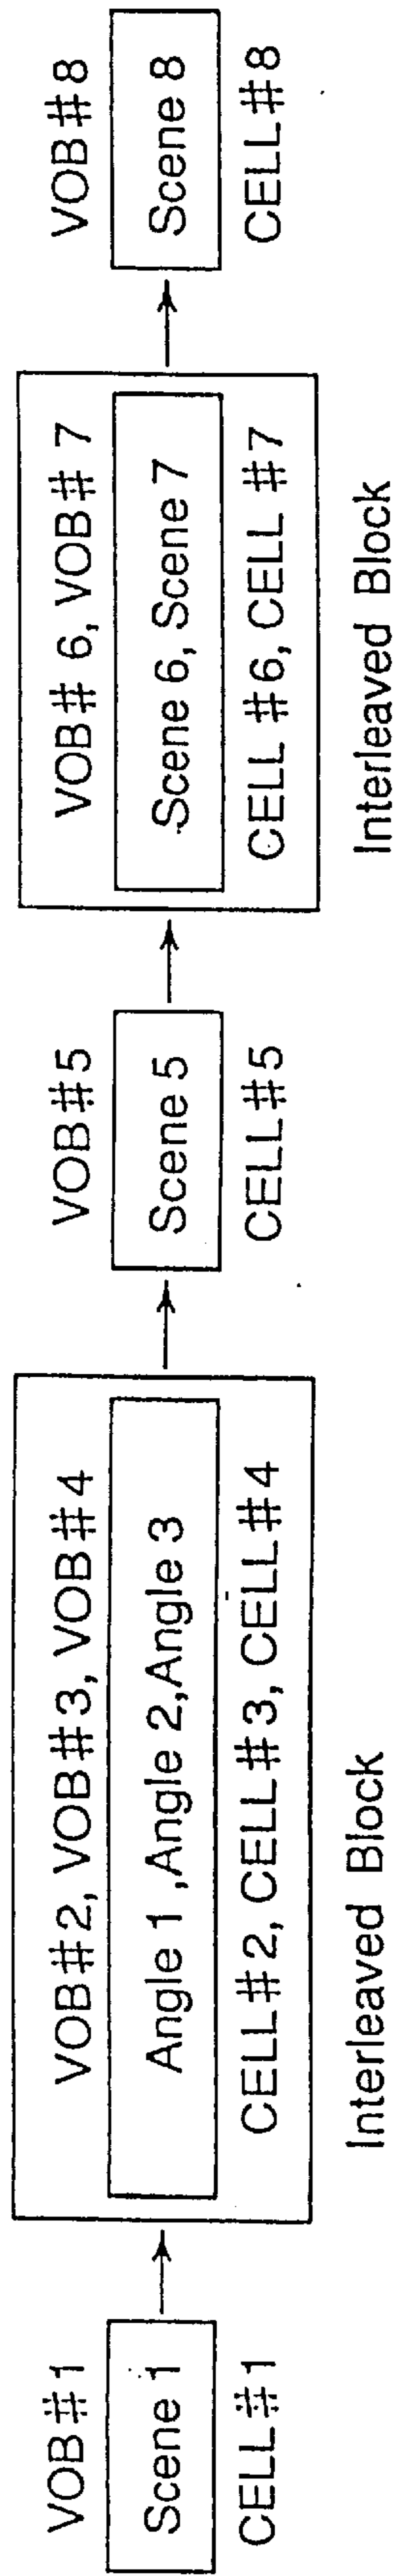 VOB#1
Scene 1
CELL#1
VOB#2, VOB#3, VOB#4
Angle 1 ,Angle 2,Angle 3
CELL#2, CELL#3, CELL#4
Interleaved Block
VOB#5
Scene 5
CELL#5
VOB# 6, VOB# 7
Scene 6, Scene 7
CELL #6, CELL #7
Interleaved Block
VOB#8
Scene 8
CELL#8